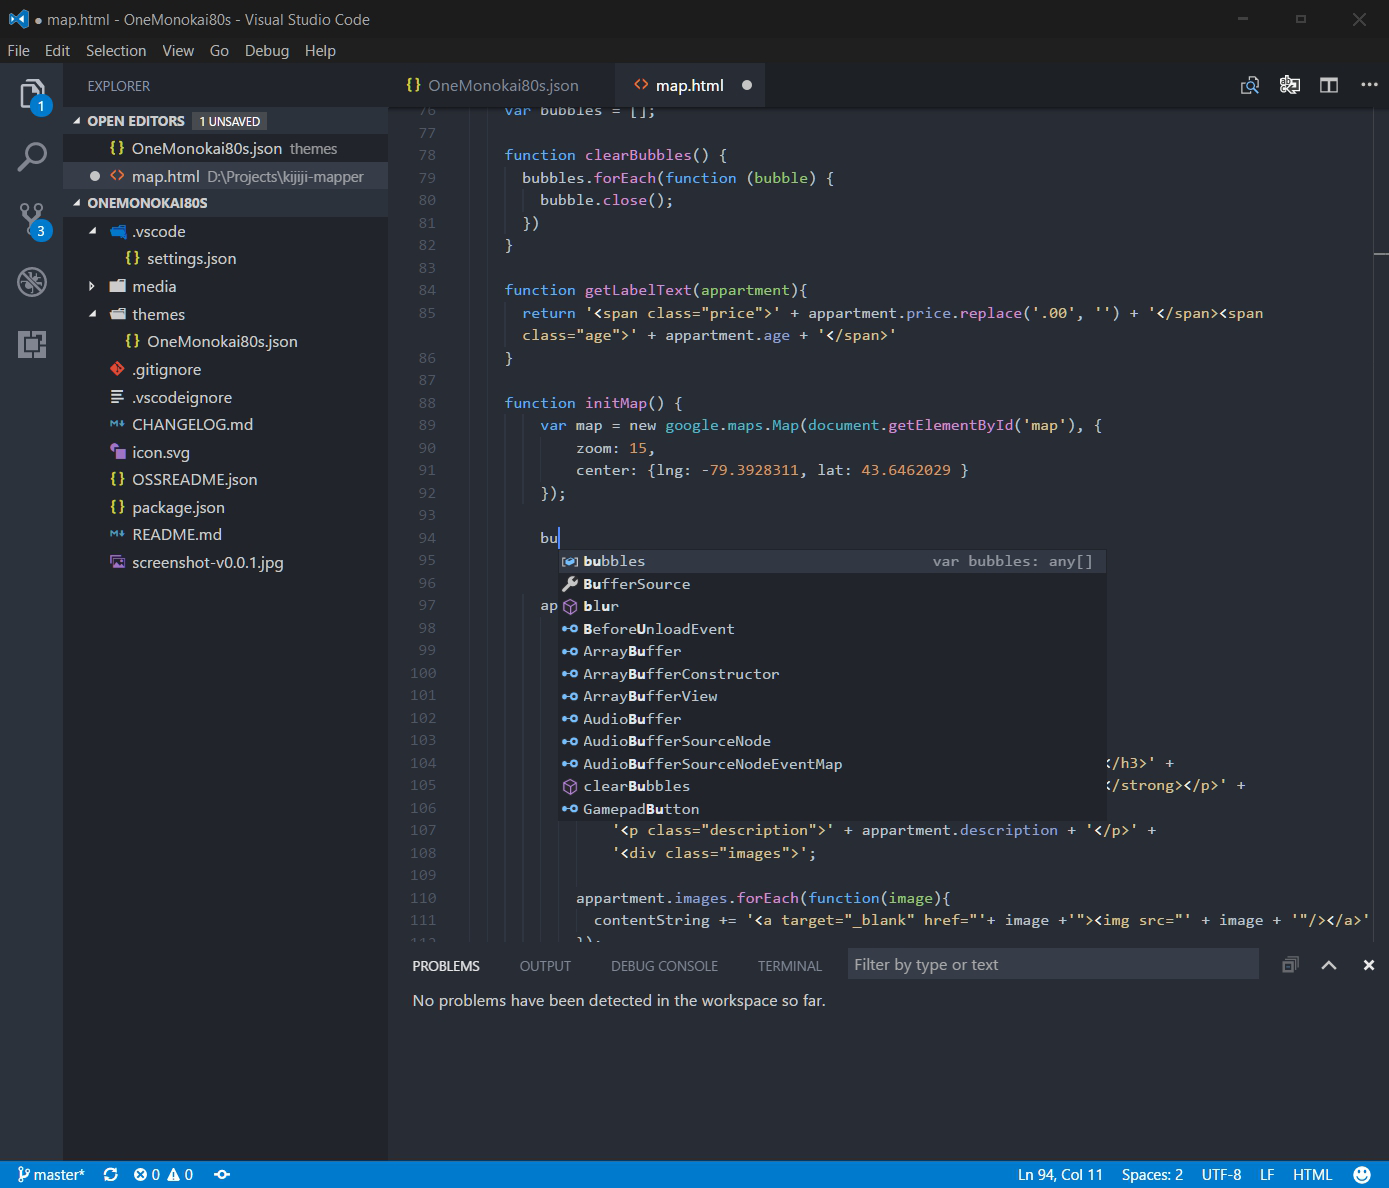 ● map.html - OneMonokai80s - Visual Studio Code
File Edit Selection View Go Debug Help
1
3
EXPLORER
OPEN EDITORS 1 UNSAVED
{} OneMonokai80s.json themes
● <> map.html D:\Projects\kijiji-mapper
ONEMONOKAI80S
.vscode
{} settings.json
media
themes
{} OneMonokai80s.json
.gitignore
.vscodeignore
M↓ CHANGELOG.md
icon.svg
{} OSSREADME.json
{} package.json
M↓ README.md
screenshot-v0.0.1.jpg
{} OneMonokai80s.json <> map.html ●
76 var bubbles = [];
77
78 function clearBubbles() {
79 bubbles.forEach(function (bubble) {
80 bubble.close();
81 })
82 }
83
84 function getLabelText(appartment){
85 return '<span class="price">' + appartment.price.replace('.00', '') + '</span><span
class="age">' + appartment.age + '</span>'
86 }
87
88 function initMap() {
89 var map = new google.maps.Map(document.getElementById('map'), {
90 zoom: 15,
91 center: {lng: -79.3928311, lat: 43.6462029 }
92 });
93
94 bu
95
96
97 ap
98
99
100
101
102
103
104 </h3>' +
105 </strong></p>' +
106
107 '<p class="description">' + appartment.description + '</p>' +
108 '<div class="images">';
109
110 appartment.images.forEach(function(image){
111 contentString += '<a target="_blank" href="'+ image +'"><img src="' + image + '"/></a>'
112 });
bubbles var bubbles: any[]
BufferSource
blur
BeforeUnloadEvent
ArrayBuffer
ArrayBufferConstructor
ArrayBufferView
AudioBuffer
AudioBufferSourceNode
AudioBufferSourceNodeEventMap
clearBubbles
GamepadButton
PROBLEMS OUTPUT DEBUG CONSOLE TERMINAL Filter by type or text
No problems have been detected in the workspace so far.
master* 0 0 Ln 94, Col 11 Spaces: 2 UTF-8 LF HTML